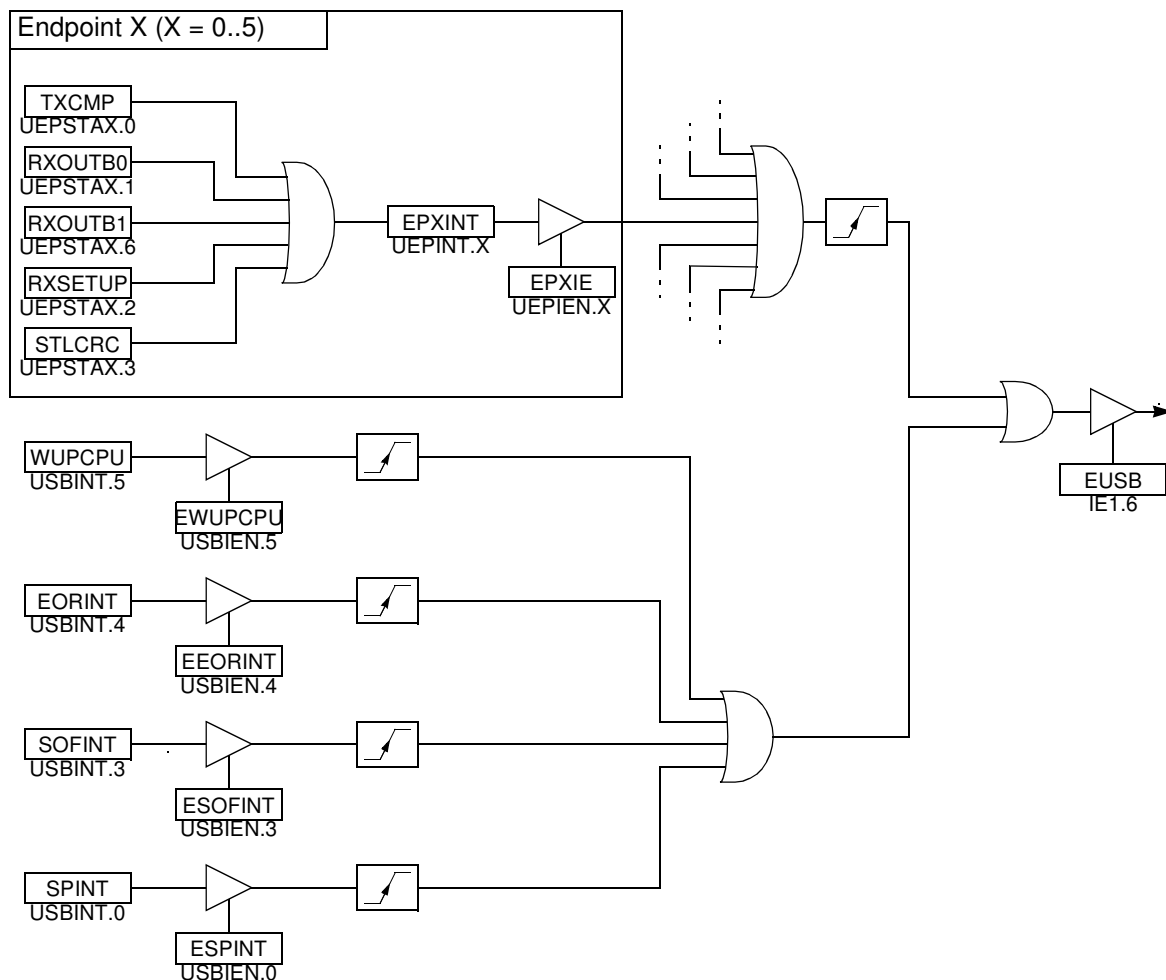 Endpoint X (X = 0..5)
TXCMP
UEPSTAX.0
RXOUTB0
UEPSTAX.1
RXOUTB1
UEPSTAX.6
RXSETUP
UEPSTAX.2
STLCRC
UEPSTAX.3
EPXINT
UEPINT.X
EPXIE
UEPIEN.X
WUPCPU
USBINT.5
EWUPCPU
USBIEN.5
EORINT
USBINT.4
EEORINT
USBIEN.4
SOFINT
USBINT.3
ESOFINT
USBIEN.3
SPINT
USBINT.0
ESPINT
USBIEN.0
EUSB
IE1.6